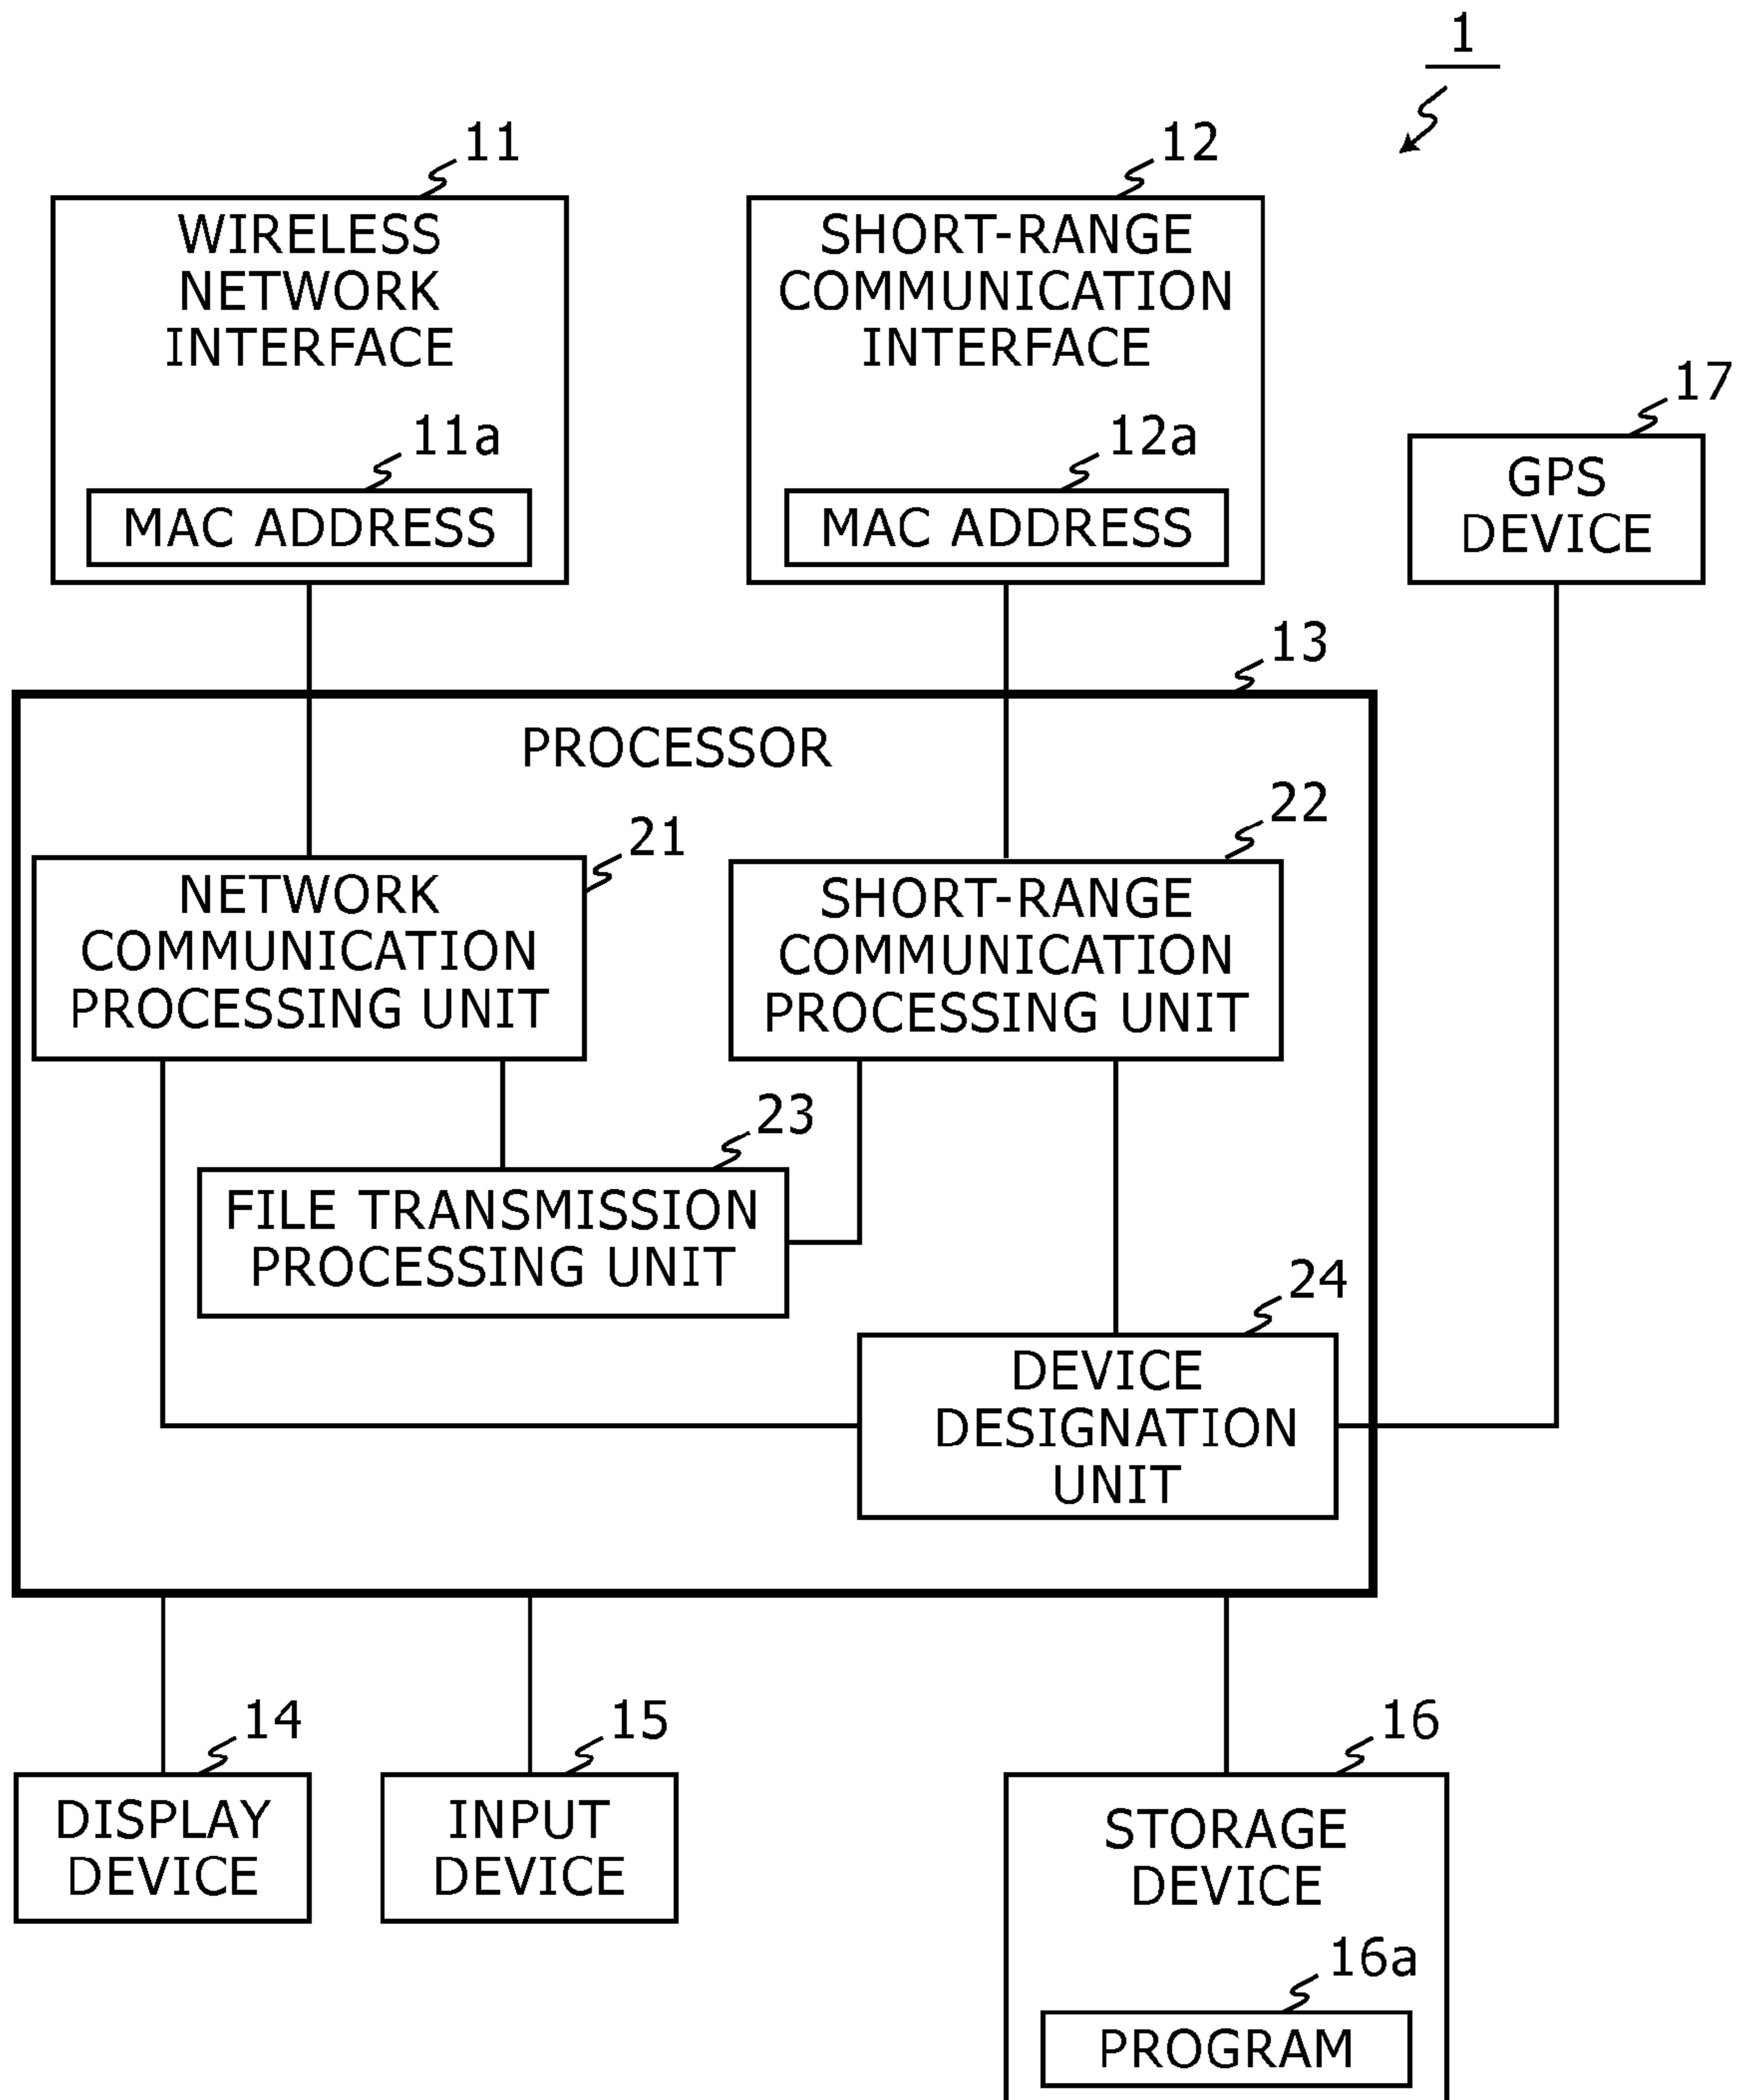 1
11
12
WIRELESS
NETWORK
INTERFACE
SHORT-RANGE
COMMUNICATION
INTERFACE
17
11a
12a
GPS
DEVICE
MAC ADDRESS
MAC ADDRESS
13
PROCESSOR
21
22
NETWORK
COMMUNICATION
PROCESSING UNIT
SHORT-RANGE
COMMUNICATION
PROCESSING UNIT
23
FILE TRANSMISSION
PROCESSING UNIT
24
DEVICE
DESIGNATION
UNIT
14
15
16
DISPLAY
DEVICE
INPUT
DEVICE
STORAGE
DEVICE
16a
PROGRAM